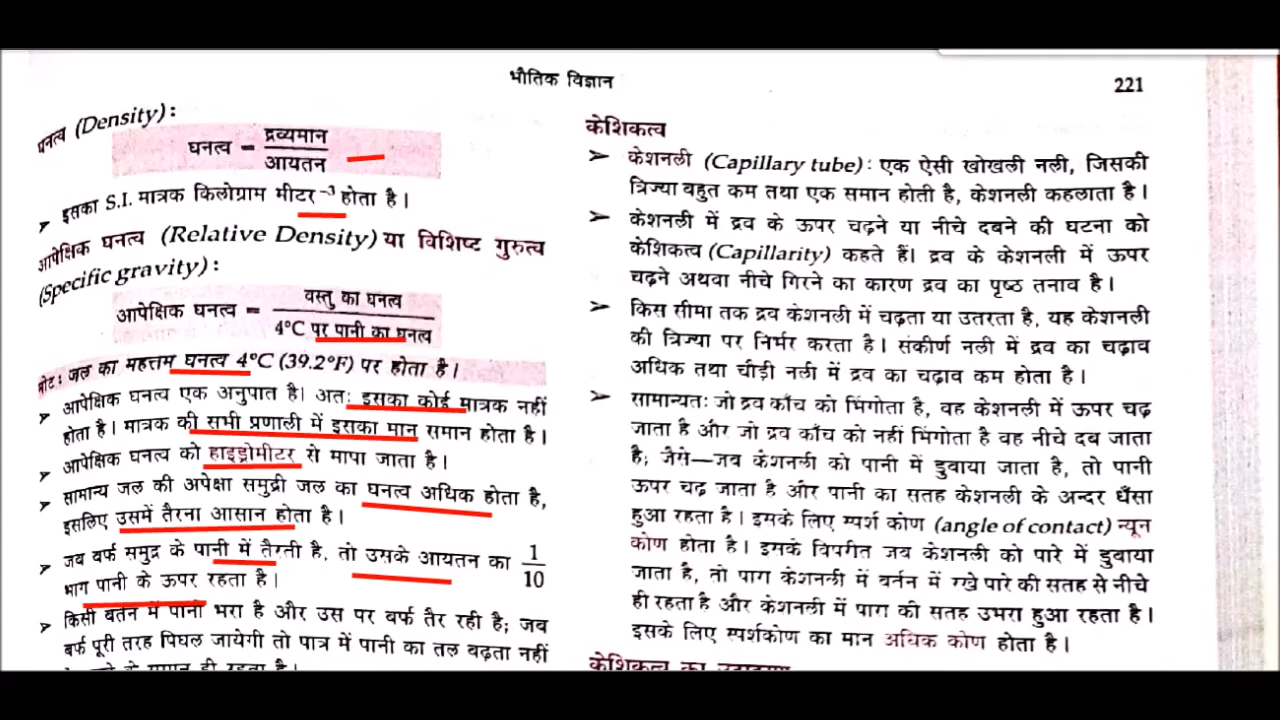 भौतिक विज्ञान
221
घनत्व (Density) :
घनत्व = द्रव्यमान / आयतन
➤ इसका S.I. मात्रक किलोग्राम मीटर⁻³ होता है।
आपेक्षिक घनत्व (Relative Density) या विशिष्ट गुरुत्व
(Specific gravity) :
आपेक्षिक घनत्व = वस्तु का घनत्व / 4°C पर पानी का घनत्व
नोट : जल का महत्तम घनत्व 4°C (39.2°F) पर होता है।
➤ आपेक्षिक घनत्व एक अनुपात है। अतः इसका कोई मात्रक नहीं
होता है। मात्रक की सभी प्रणाली में इसका मान समान होता है।
➤ आपेक्षिक घनत्व को हाइड्रोमीटर से मापा जाता है।
➤ सामान्य जल की अपेक्षा समुद्री जल का घनत्व अधिक होता है,
इसलिए उसमें तैरना आसान होता है।
➤ जब बर्फ समुद्र के पानी में तैरती है, तो उसके आयतन का 1/10
भाग पानी के ऊपर रहता है।
➤ किसी बर्तन में पानी भरा है और उस पर बर्फ तैर रही है; जब
बर्फ पूरी तरह पिघल जायेगी तो पात्र में पानी का तल बढ़ता नहीं
समान ही रहता है।
केशिकत्व
➤ केशनली (Capillary tube) : एक ऐसी खोखली नली, जिसकी
त्रिज्या बहुत कम तथा एक समान होती है, केशनली कहलाता है।
➤ केशनली में द्रव के ऊपर चढ़ने या नीचे दबने की घटना को
केशिकत्व (Capillarity) कहते हैं। द्रव के केशनली में ऊपर
चढ़ने अथवा नीचे गिरने का कारण द्रव का पृष्ठ तनाव है।
➤ किस सीमा तक द्रव केशनली में चढ़ता या उतरता है, यह केशनली
की त्रिज्या पर निर्भर करता है। संकीर्ण नली में द्रव का चढ़ाव
अधिक तथा चौड़ी नली में द्रव का चढ़ाव कम होता है।
➤ सामान्यतः जो द्रव काँच को भिंगोता है, वह केशनली में ऊपर चढ़
जाता है और जो द्रव काँच को नहीं भिंगोता है वह नीचे दब जाता
है; जैसे—जब केशनली को पानी में डुबाया जाता है, तो पानी
ऊपर चढ़ जाता है और पानी का सतह केशनली के अन्दर धँसा
हुआ रहता है। इसके लिए स्पर्श कोण (angle of contact) न्यून
कोण होता है। इसके विपरीत जब केशनली को पारे में डुबाया
जाता है, तो पारा केशनली में बर्तन में रखे पारे की सतह से नीचे
ही रहता है और केशनली में पारा की सतह उभरा हुआ रहता है।
इसके लिए स्पर्शकोण का मान अधिक कोण होता है।
केशिकत्व का उदाहरण